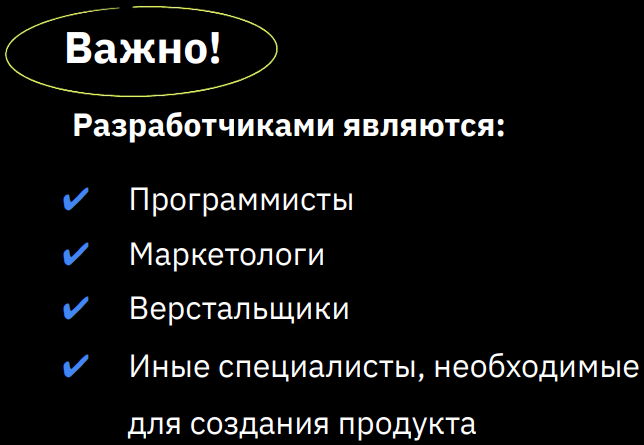 Важно!
Разработчиками являются:
✔ Программисты
✔ Маркетологи
✔ Верстальщики
✔ Иные специалисты, необходимые
для создания продукта